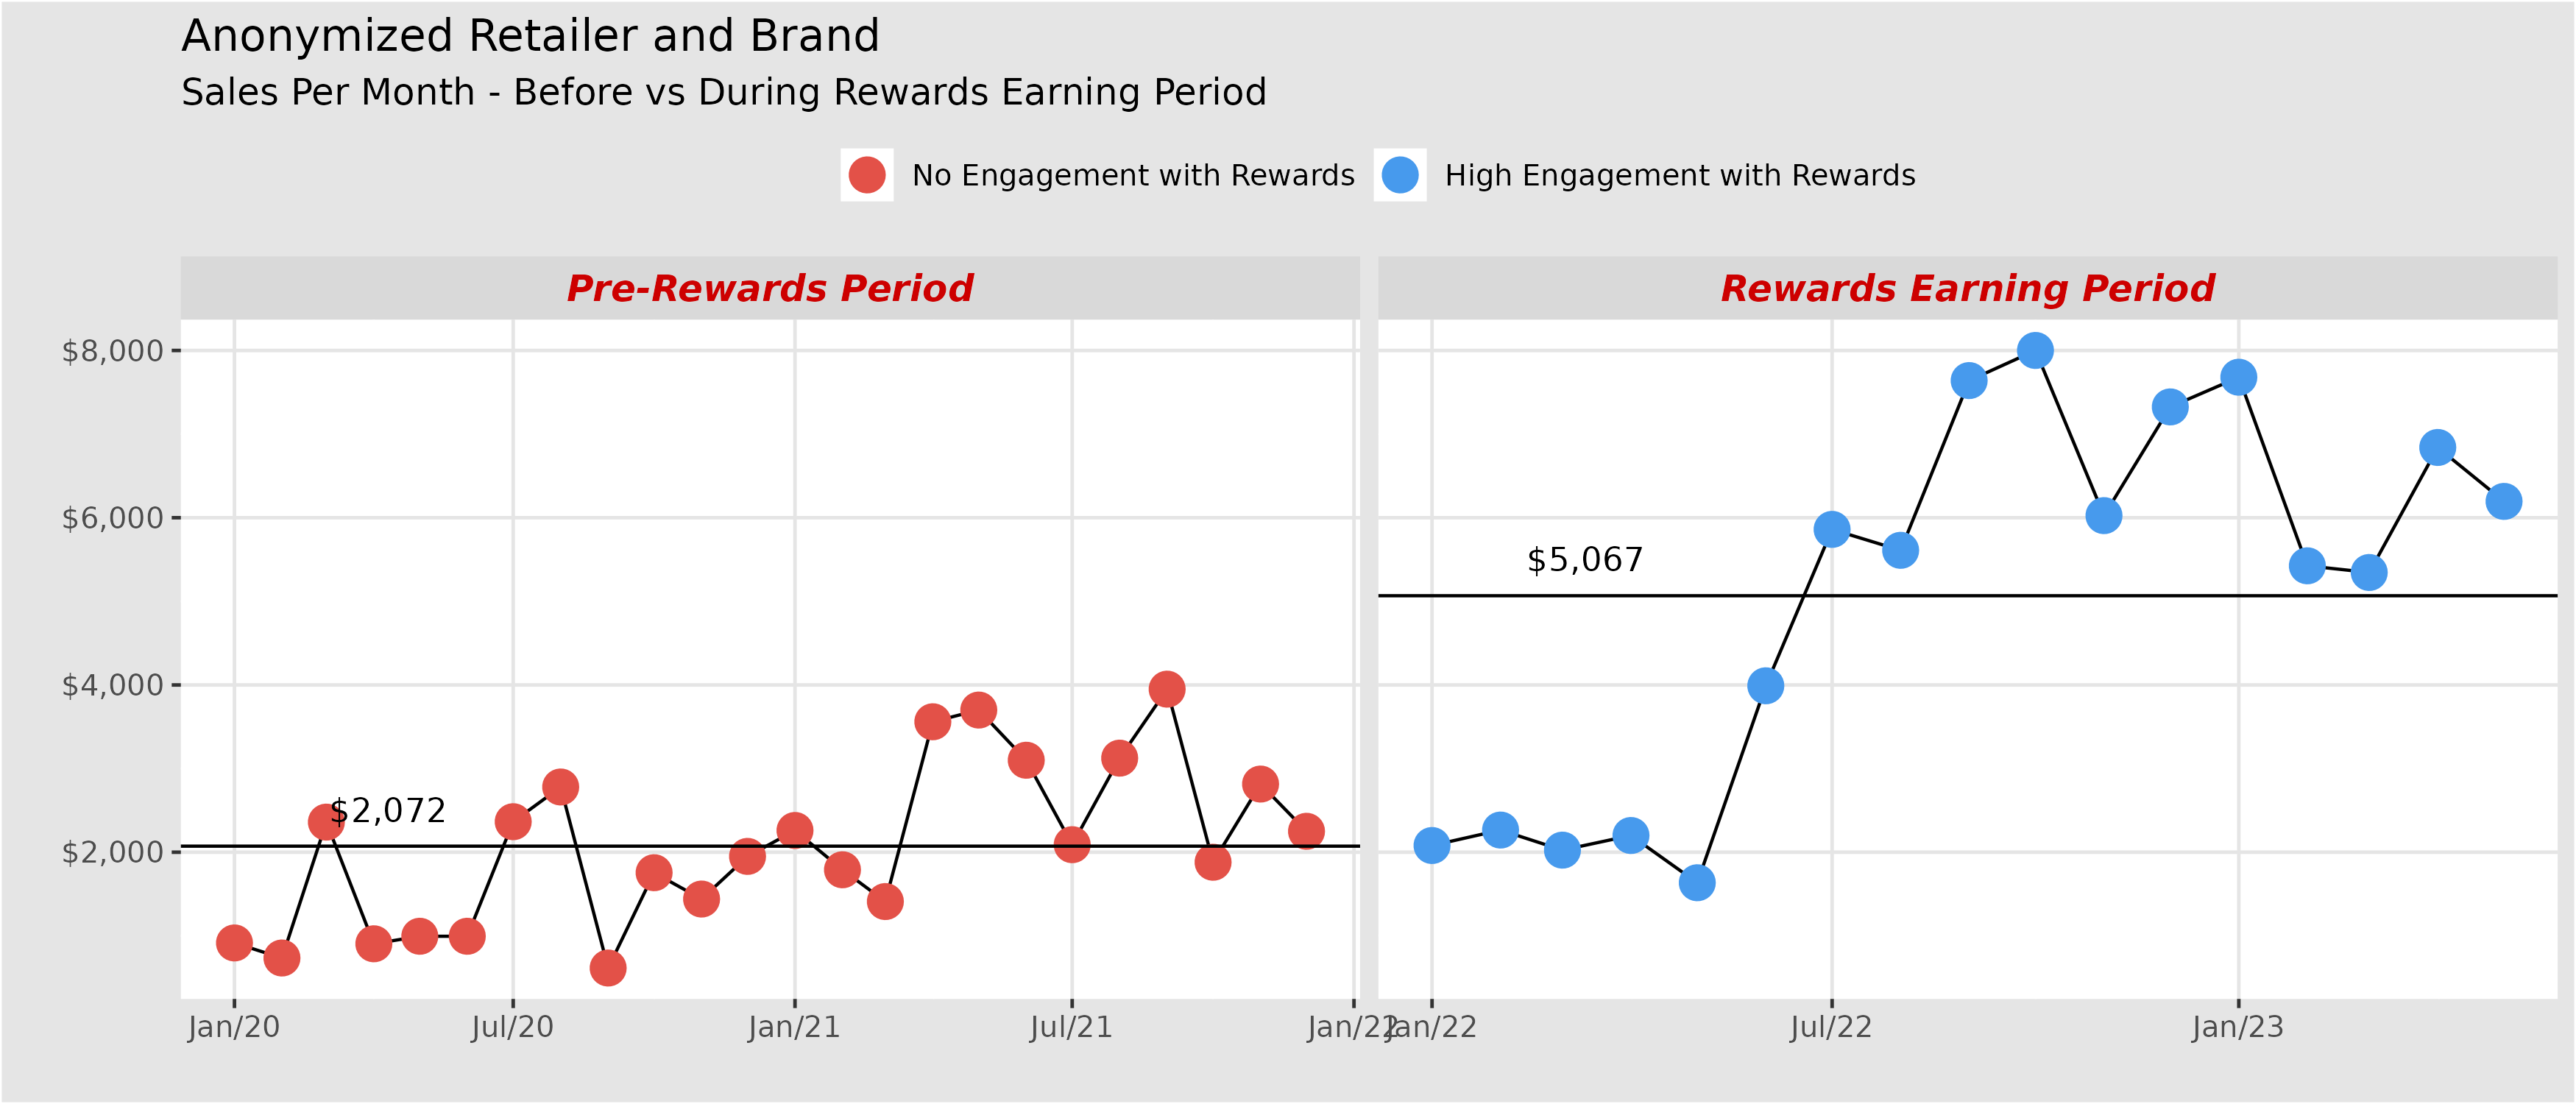 Anonymized Retailer and Brand
Sales Per Month - Before vs During Rewards Earning Period
No Engagement with Rewards High Engagement with Rewards
Pre-Rewards Period Rewards Earning Period
$8,000
$6,000
$5,067
$4,000
$2,072
$2,000
Jan/20 Jul/20 Jan/21 Jul/21 Jan/22 Jan/22 Jul/22 Jan/23